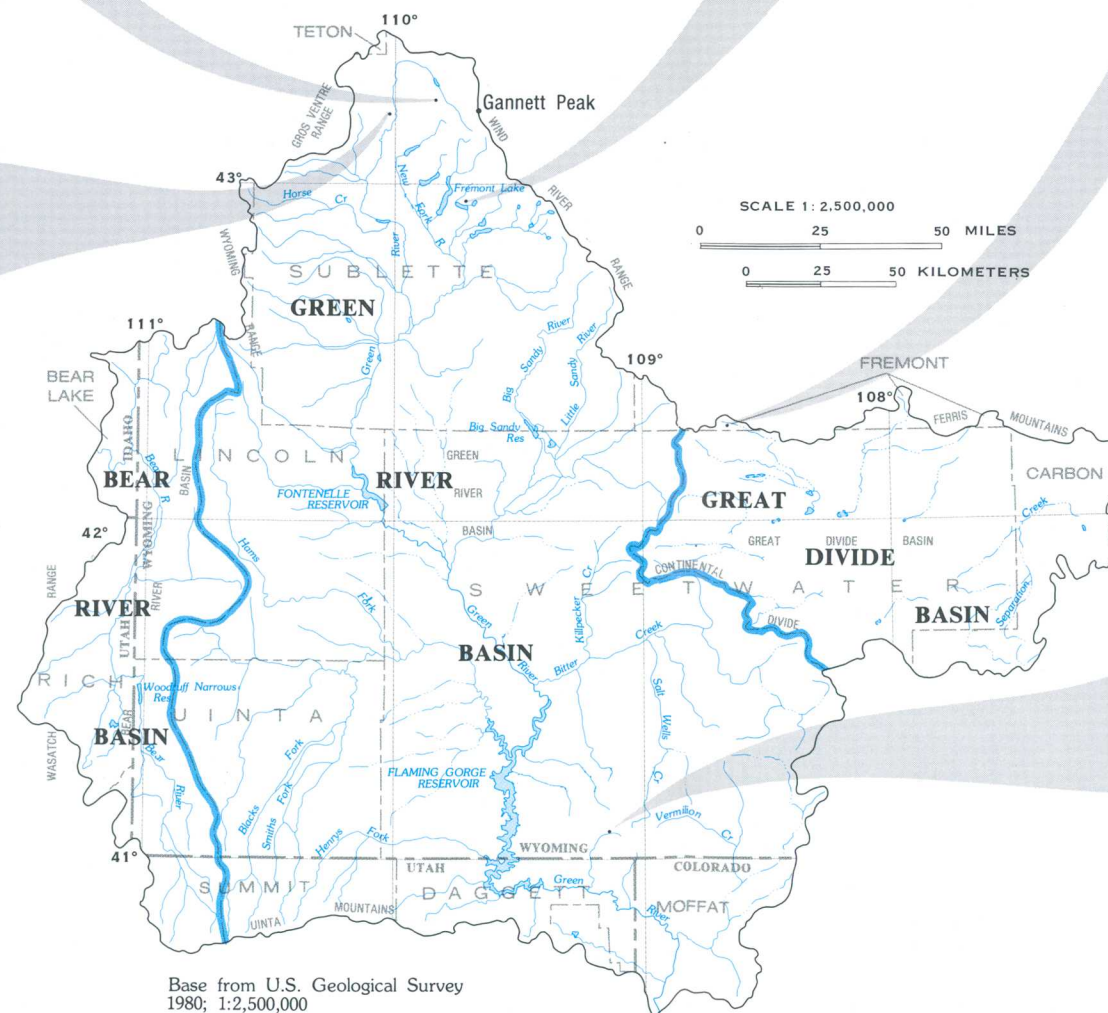 110°
TETON
Gannett Peak
GROS VENTRE
RANGE
WIND
RIVER
RANGE
43°
Horse
Cr
New
Fork
R
Fremont Lake
River
WYOMING
RANGE
SUBLETTE
GREEN
SCALE 1: 2,500,000
0 25 50 MILES
0 25 50 KILOMETERS
111°
BEAR
LAKE
Green
Big
Sandy
River
Little
Sandy
River
109°
FREMONT
108°
FERRIS
MOUNTAINS
Big Sandy
Res
IDAHO
WYOMING
LINCOLN
Bear
R
BASIN
BEAR
FONTENELLE
RESERVOIR
RIVER
GREEN
RIVER
BASIN
GREAT
CARBON
Creek
42°
Hams
Fork
GREAT DIVIDE BASIN
DIVIDE
CONTINENTAL
DIVIDE
SWEETWATER
RANGE
RIVER
RIVER
UTAH
Green
River
BASIN
Killpecker
Cr
Bitter
Creek
BASIN
Separation
RICH
Woodruff Narrows
Res
UINTA
BEAR
BASIN
Bear
River
WASATCH
Salt
Wells
Cr
FLAMING GORGE
RESERVOIR
Blacks
Fork
Smiths
Fork
Henrys
Fork
Vermilion
Cr
41°
WYOMING
UTAH
COLORADO
SUMMIT
DAGGETT
Green
River
MOFFAT
UINTA
MOUNTAINS
Base from U.S. Geological Survey
1980; 1:2,500,000